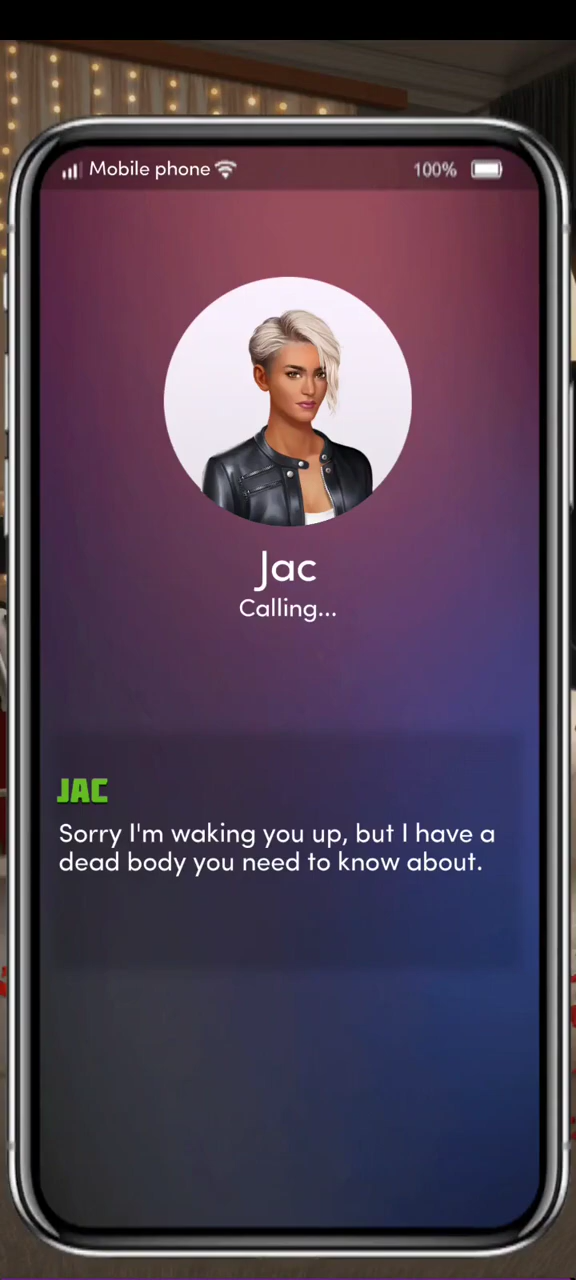 Mobile phone 100%
Jac
Calling...
JAC
Sorry I'm waking you up, but I have a
dead body you need to know about.